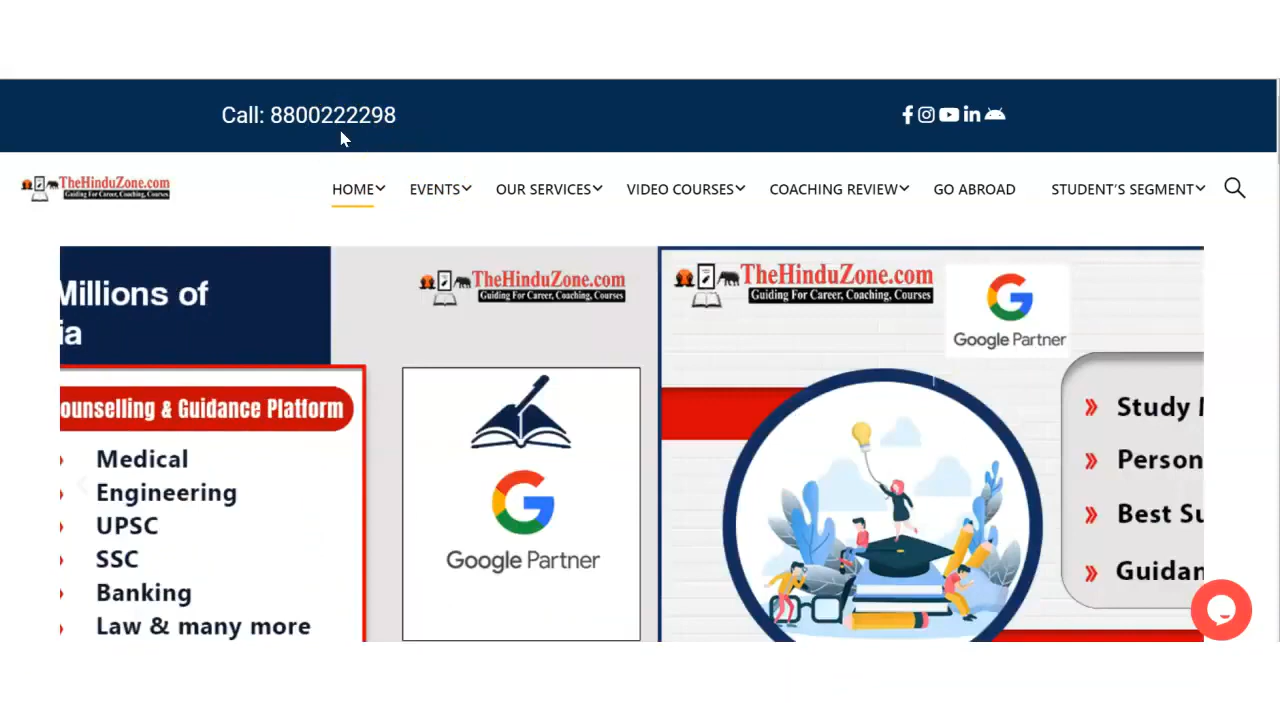 Call: 8800222298
TheHinduZone.com
Guiding For Career, Coaching, Courses
HOME EVENTS OUR SERVICES VIDEO COURSES COACHING REVIEW GO ABROAD STUDENT'S SEGMENT
Millions of
ia
ounselling & Guidance Platform
Medical
Engineering
UPSC
SSC
Banking
Law & many more
TheHinduZone.com
Guiding For Career, Coaching, Courses
Google Partner
TheHinduZone.com
Guiding For Career, Coaching, Courses
Google Partner
Study
Person
Best Su
Guidan